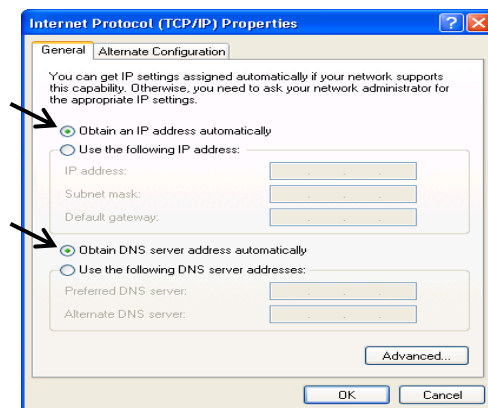 Internet Protocol (TCP/IP) Properties
General Alternate Configuration
You can get IP settings assigned automatically if your network supports
this capability. Otherwise, you need to ask your network administrator for
the appropriate IP settings.
Obtain an IP address automatically
Use the following IP address:
IP address:
Subnet mask:
Default gateway:
Obtain DNS server address automatically
Use the following DNS server addresses:
Preferred DNS server:
Alternate DNS server:
Advanced...
OK Cancel